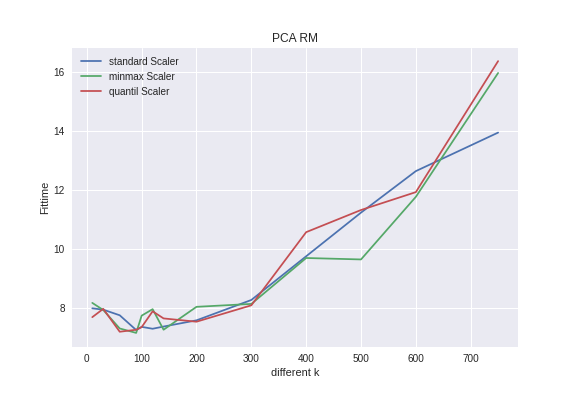 PCA RM
standard Scaler
minmax Scaler
quantil Scaler
16
14
12
10
8
Fittime
0 100 200 300 400 500 600 700
different k